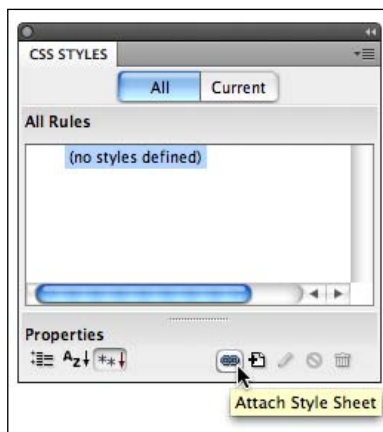 CSS STYLES
All Current
All Rules
(no styles defined)
Properties
Attach Style Sheet